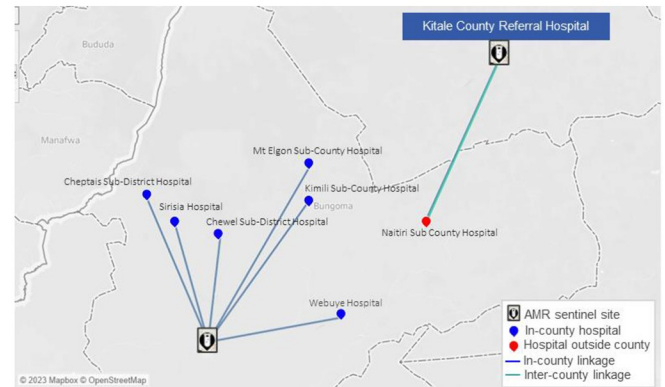 Kitale County Referral Hospital
Bududa
Manafwa
Mt Elgon Sub-County Hospital
Cheptais Sub-District Hospital
Kimili Sub-County Hospital
Sirisia Hospital
Bungoma
Chewel Sub-District Hospital
Naitiri Sub County Hospital
Webuye Hospital
AMR sentinel site
In-county hospital
Hospital outside county
In-county linkage
Inter-county linkage
© 2023 Mapbox © OpenStreetMap